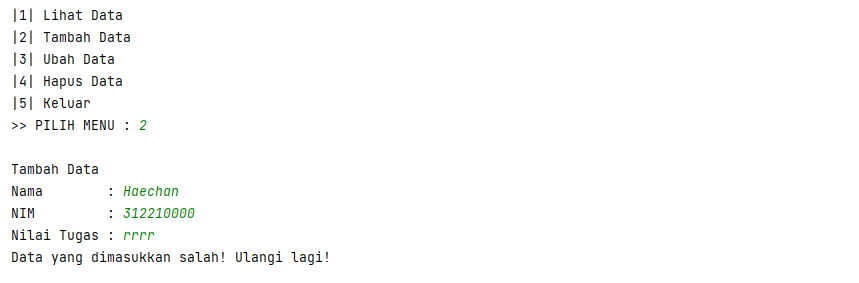 |1| Lihat Data
|2| Tambah Data
|3| Ubah Data
|4| Hapus Data
|5| Keluar
>> PILIH MENU : 2
Tambah Data
Nama : Haechan
NIM : 312210000
Nilai Tugas : rrrr
Data yang dimasukkan salah! Ulangi lagi!